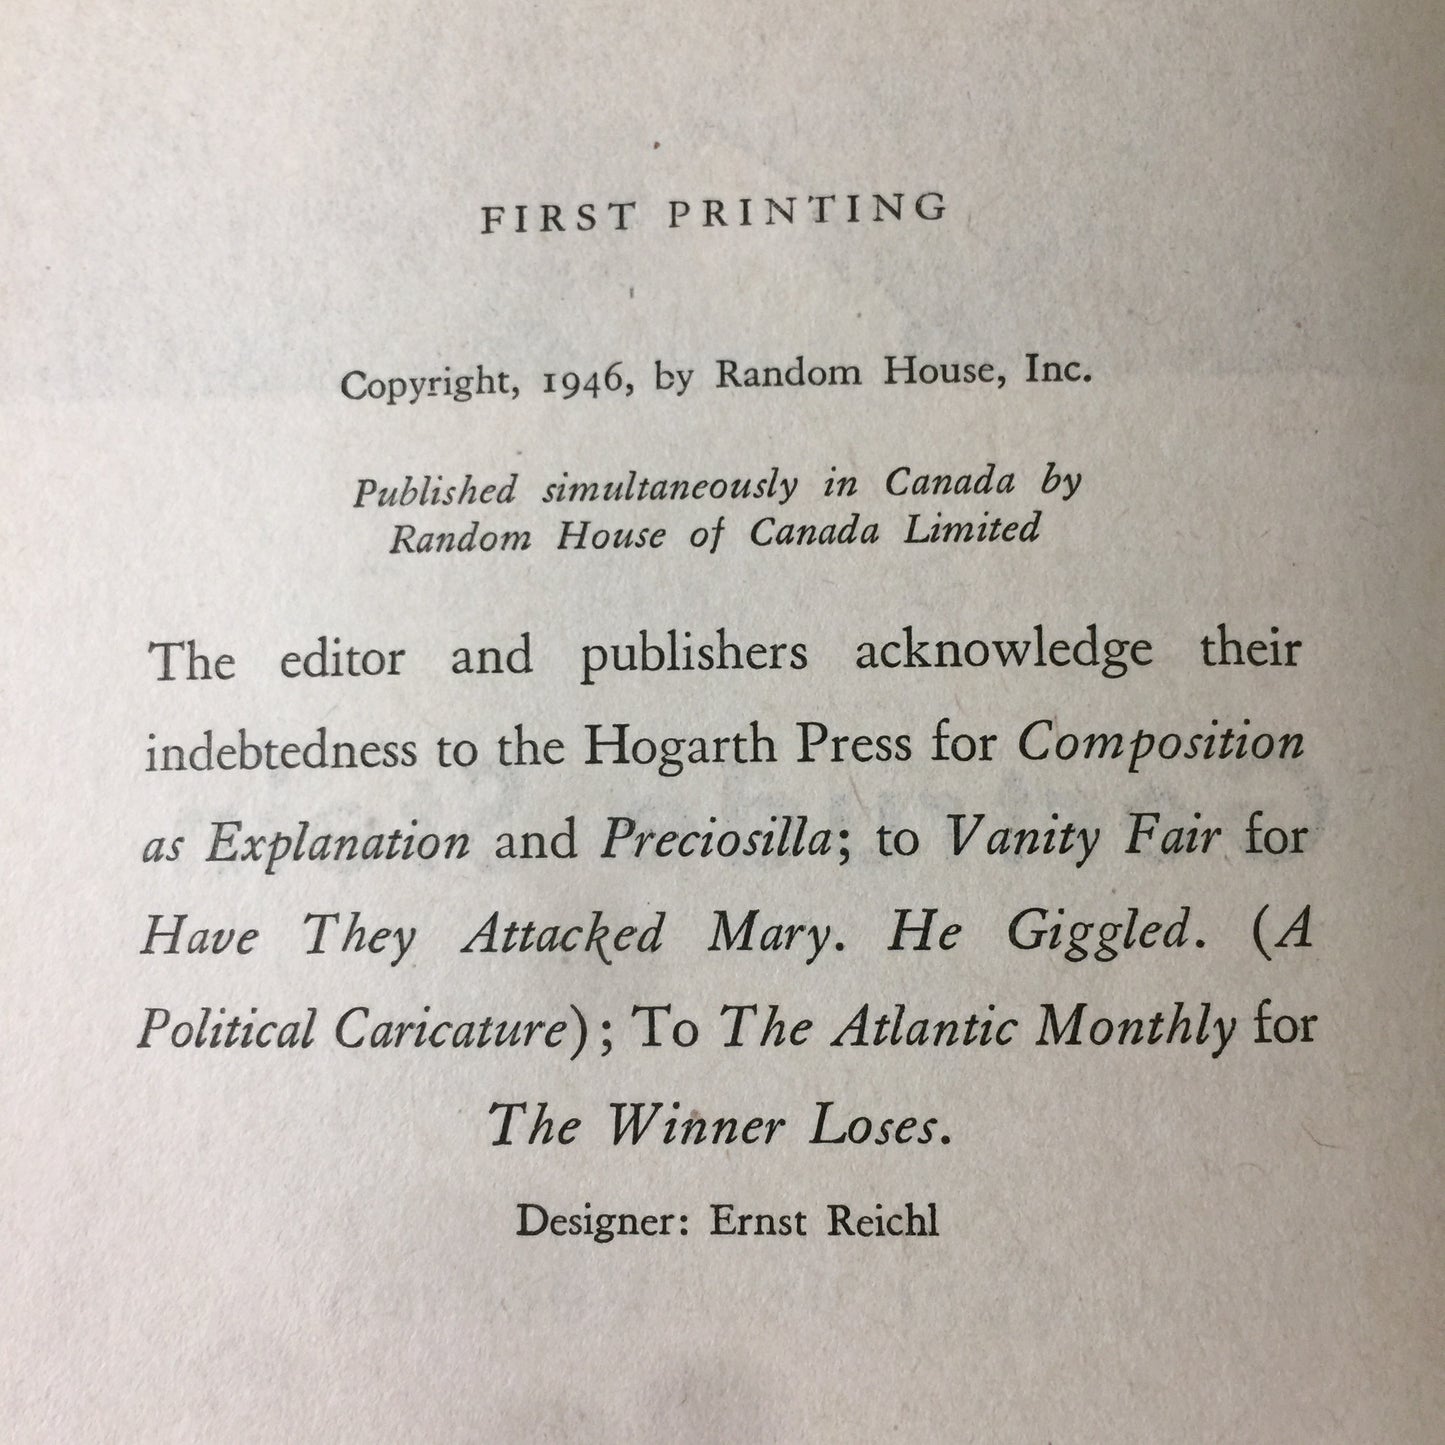 FIRST PRINTING
Copyright, 1946, by Random House, Inc.
Published simultaneously in Canada by
Random House of Canada Limited
The editor and publishers acknowledge their
indebtedness to the Hogarth Press for Composition
as Explanation and Preciosilla; to Vanity Fair for
Have They Attacked Mary. He Giggled. (A
Political Caricature); To The Atlantic Monthly for
The Winner Loses.
Designer: Ernst Reichl